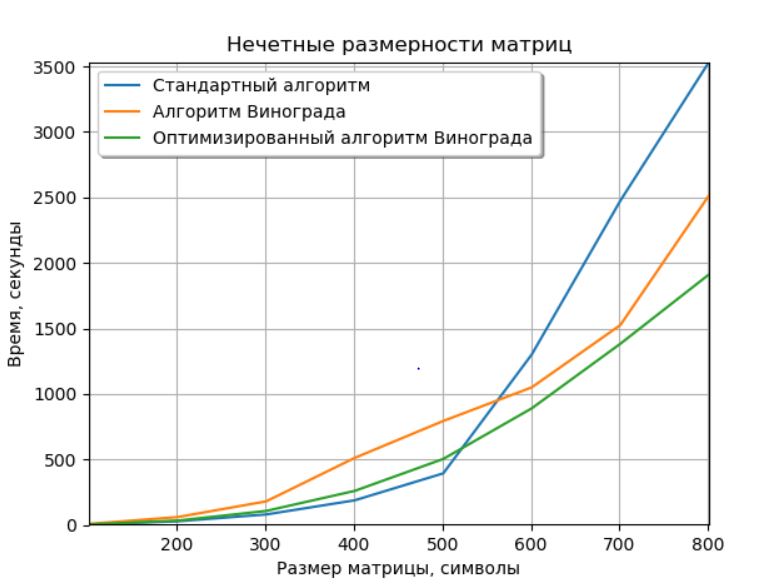 Нечетные размерности матриц
Стандартный алгоритм
Алгоритм Винограда
Оптимизированный алгоритм Винограда
3500
3000
2500
2000
1500
1000
500
0
Время, секунды
200 300 400 500 600 700 800
Размер матрицы, символы